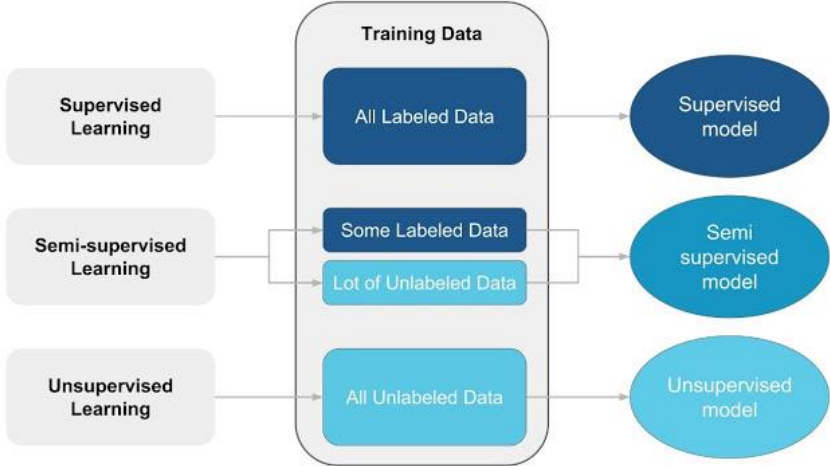 Training Data
Supervised
Learning
All Labeled Data
Supervised
model
Semi-supervised
Learning
Some Labeled Data
Lot of Unlabeled Data
Semi
supervised
model
Unsupervised
Learning
All Unlabeled Data
Unsupervised
model